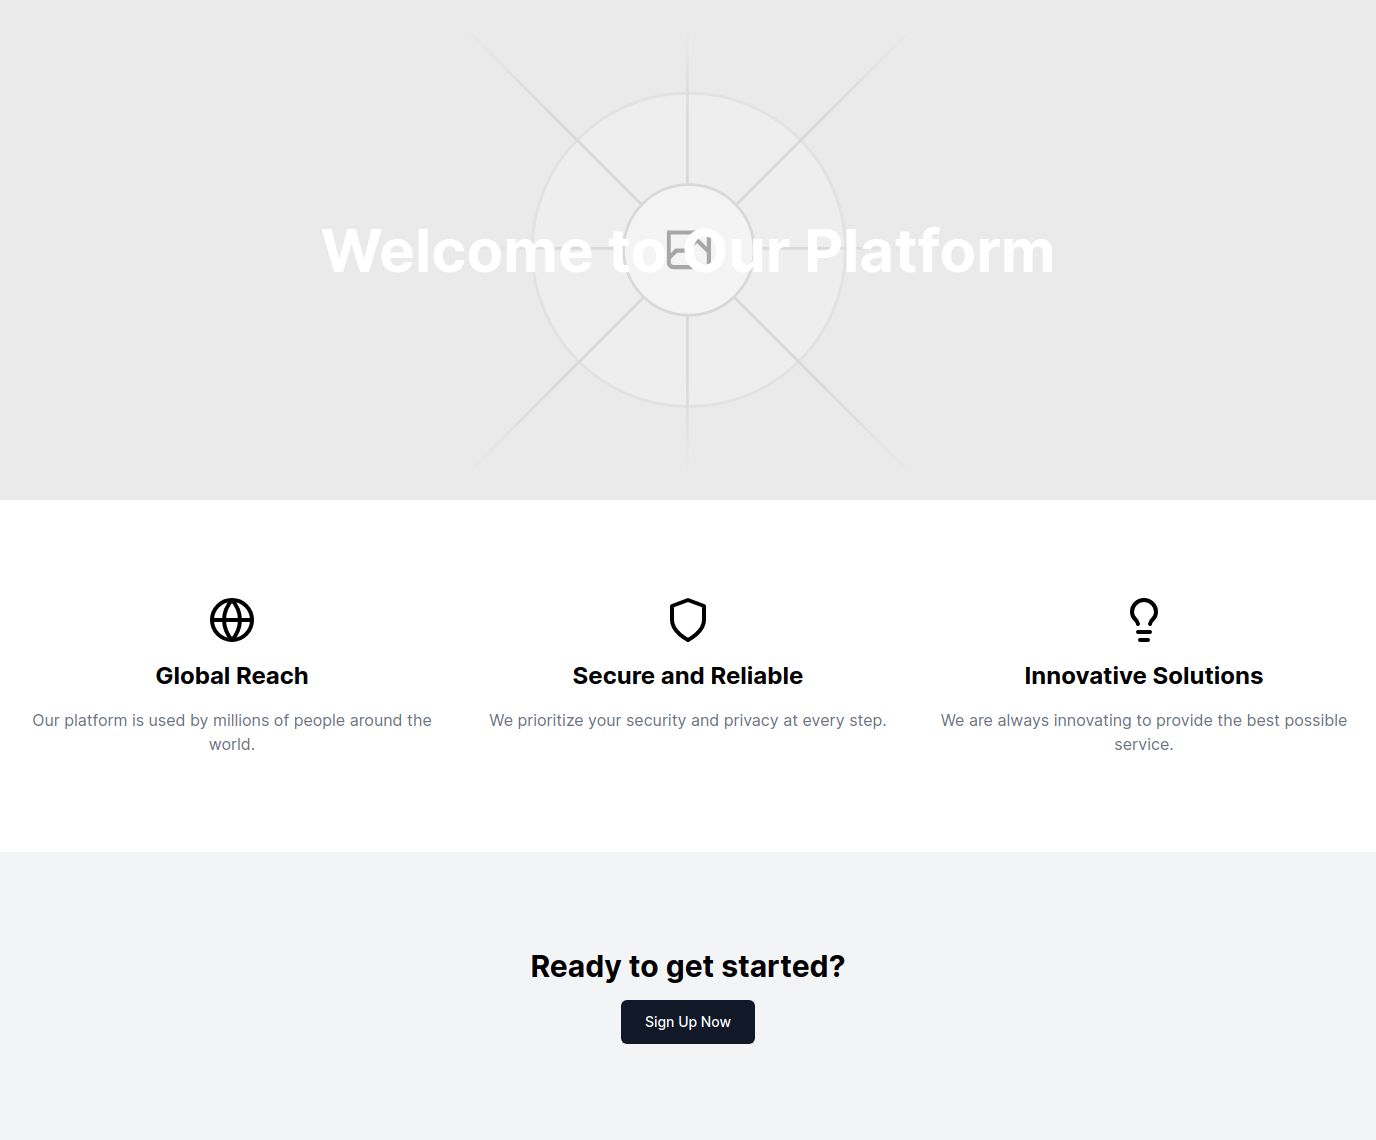 Welcome to Our Platform
Global Reach
Our platform is used by millions of people around the
world.
Secure and Reliable
We prioritize your security and privacy at every step.
Innovative Solutions
We are always innovating to provide the best possible
service.
Ready to get started?
Sign Up Now